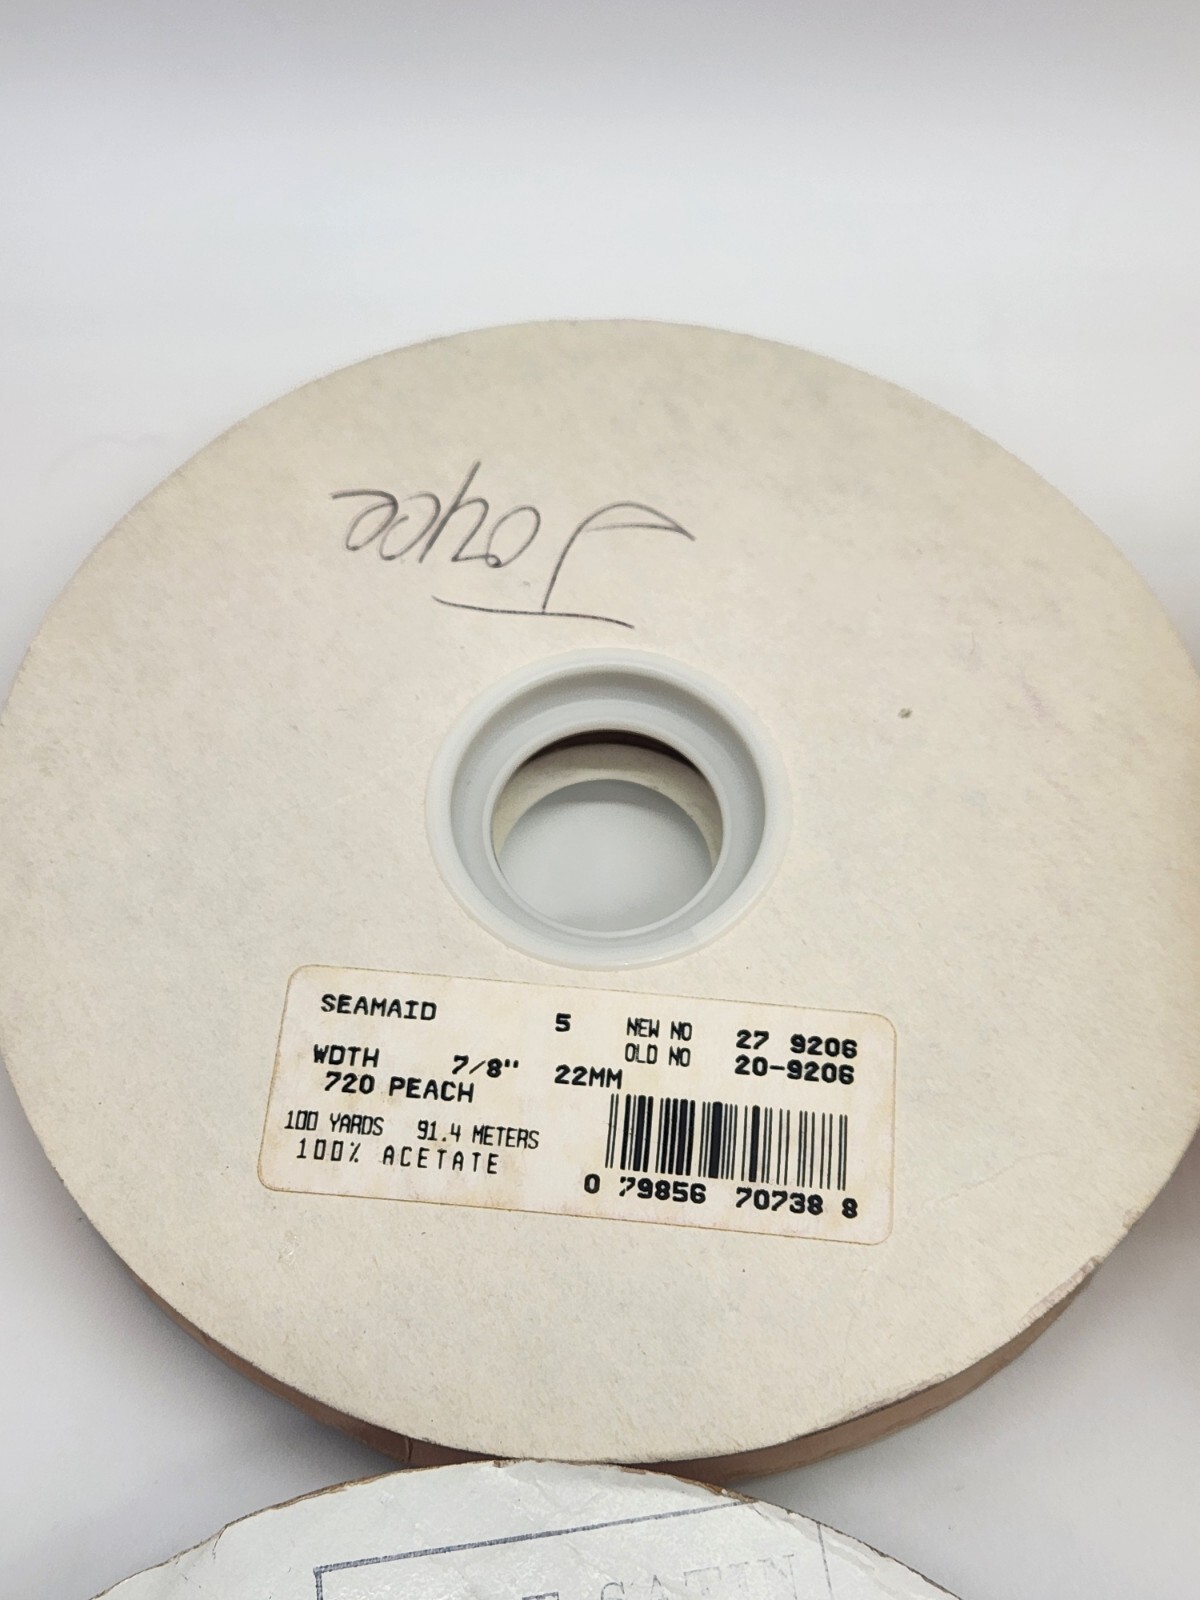 Joyce
SEAMAID 5 NEW NO 27 9206
OLD NO 20-9206
WDTH 7/8" 22MM
720 PEACH
100 YARDS 91.4 METERS
100% ACETATE
0 79856 70738 8
SATIN